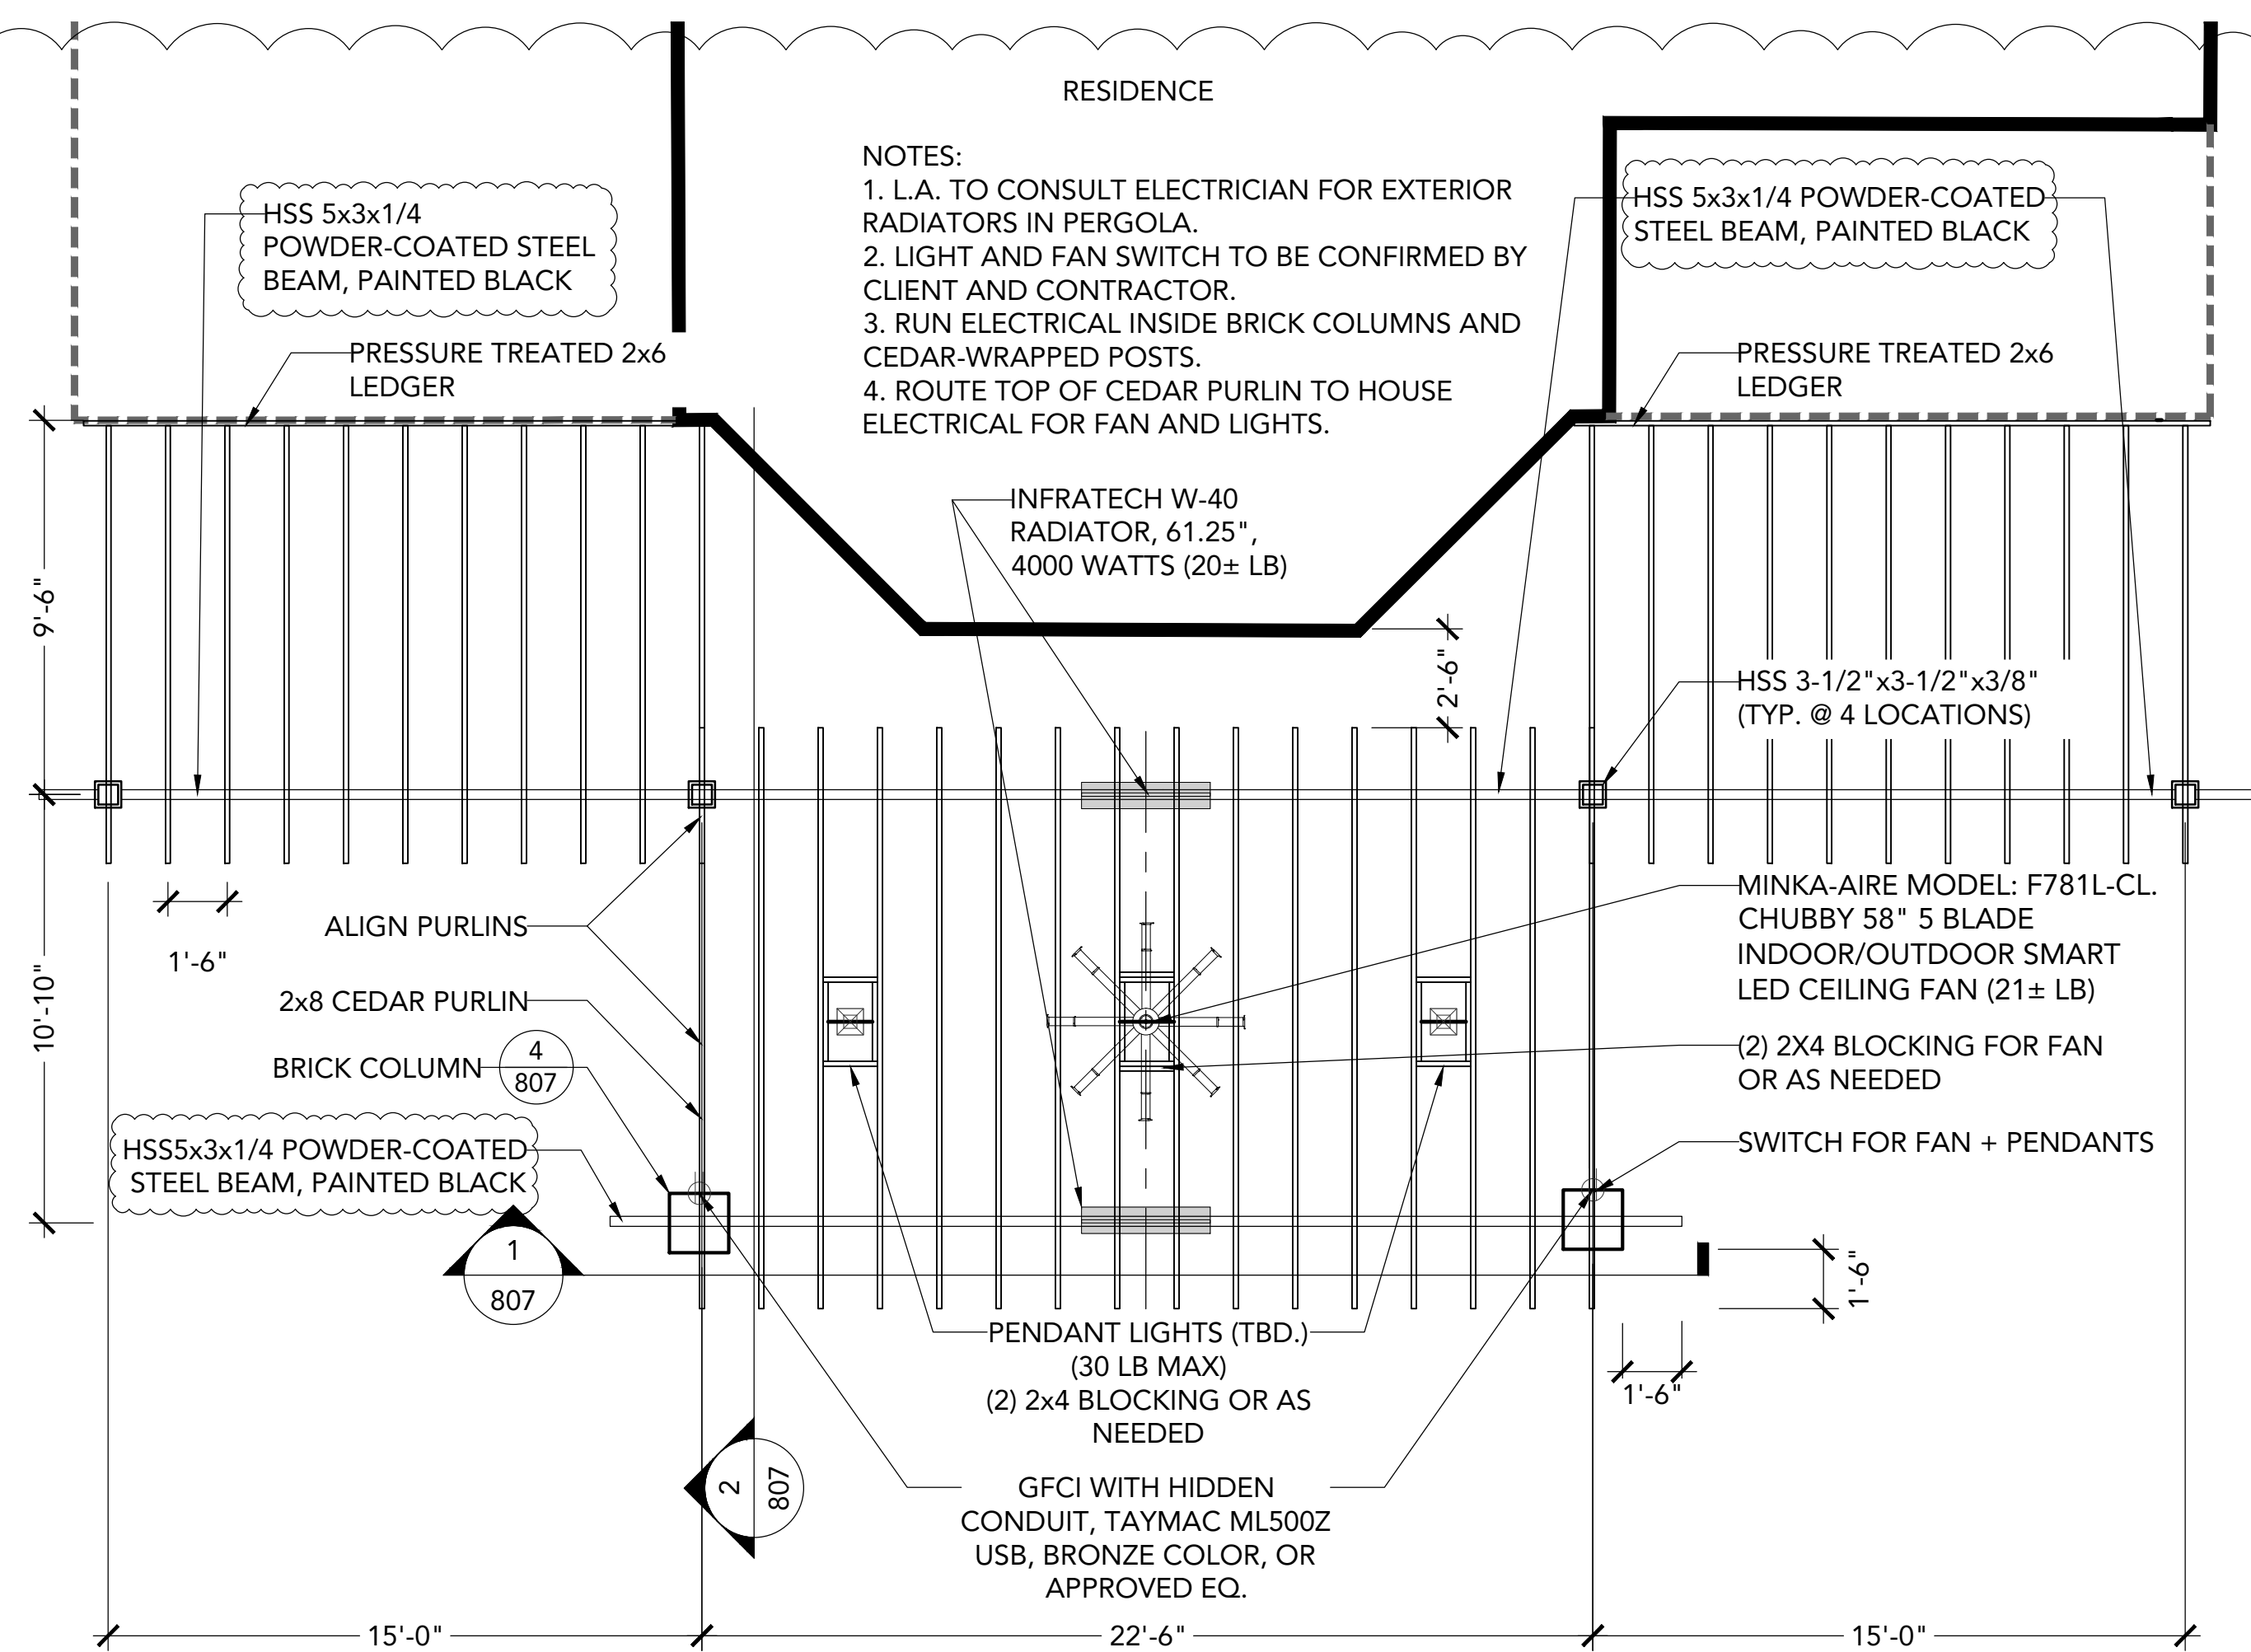 RESIDENCE
NOTES:
1. L.A. TO CONSULT ELECTRICIAN FOR EXTERIOR
RADIATORS IN PERGOLA.
2. LIGHT AND FAN SWITCH TO BE CONFIRMED BY
CLIENT AND CONTRACTOR.
3. RUN ELECTRICAL INSIDE BRICK COLUMNS AND
CEDAR-WRAPPED POSTS.
4. ROUTE TOP OF CEDAR PURLIN TO HOUSE
ELECTRICAL FOR FAN AND LIGHTS.
HSS 5x3x1/4
POWDER-COATED STEEL
BEAM, PAINTED BLACK
PRESSURE TREATED 2x6
LEDGER
HSS 5x3x1/4 POWDER-COATED
STEEL BEAM, PAINTED BLACK
PRESSURE TREATED 2x6
LEDGER
INFRATECH W-40
RADIATOR, 61.25",
4000 WATTS (20± LB)
9'-6"
2'-6"
HSS 3-1/2"x3-1/2"x3/8"
(TYP. @ 4 LOCATIONS)
1'-6"
10'-10"
ALIGN PURLINS
2x8 CEDAR PURLIN
BRICK COLUMN
4
807
HSS5x3x1/4 POWDER-COATED
STEEL BEAM, PAINTED BLACK
1
807
MINKA-AIRE MODEL: F781L-CL.
CHUBBY 58" 5 BLADE
INDOOR/OUTDOOR SMART
LED CEILING FAN (21± LB)
(2) 2X4 BLOCKING FOR FAN
OR AS NEEDED
SWITCH FOR FAN + PENDANTS
1'-6"
1'-6"
PENDANT LIGHTS (TBD.)
(30 LB MAX)
(2) 2x4 BLOCKING OR AS
NEEDED
2
807
GFCI WITH HIDDEN
CONDUIT, TAYMAC ML500Z
USB, BRONZE COLOR, OR
APPROVED EQ.
15'-0"
22'-6"
15'-0"